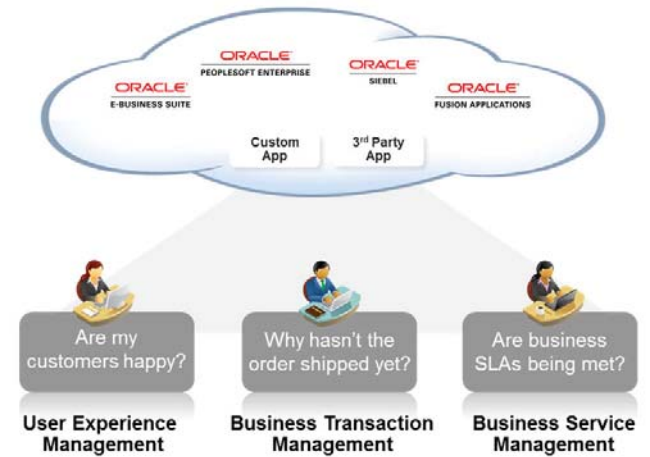 ORACLE
PEOPLESOFT ENTERPRISE
ORACLE
SIEBEL
ORACLE
E-BUSINESS SUITE
ORACLE
FUSION APPLICATIONS
Custom
App
3rd Party
App
Are my
customers happy?
Why hasn't the
order shipped yet?
Are business
SLAs being met?
User Experience
Management
Business Transaction
Management
Business Service
Management